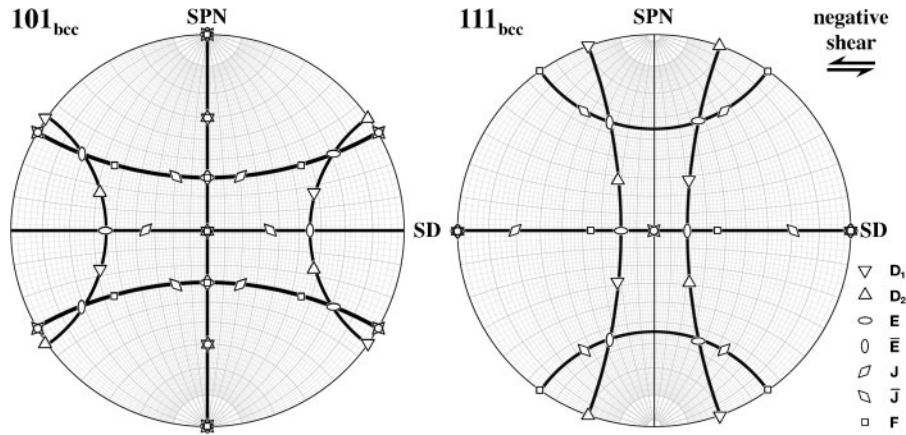 101bcc
SPN
111bcc
SPN
negative
shear
SD
SD
D1
D2
E
E̅
J
J̅
F